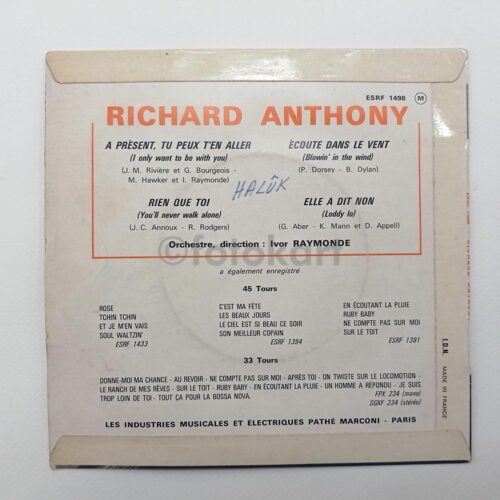 ESRF 1498 M
RICHARD ANTHONY
A PRÉSENT, TU PEUX T'EN ALLER
(I only want to be with you)
(J. M. Rivière et G. Bourgeois -
M. Hawker et I. Raymonde)
ÉCOUTE DANS LE VENT
(Blowin' in the wind)
(P. Dorsey - B. Dylan)
HALÛK
RIEN QUE TOI
(You'll never walk alone)
(J. C. Annoux - R. Rodgers)
ELLE A DIT NON
(Loddy lo)
(G. Aber - K. Mann et D. Appell)
Orchestre, direction : Ivor RAYMONDE
©fotokart
a également enregistré
45 Tours
ROSE
TCHIN TCHIN
ET JE M'EN VAIS
SOUL WALTZIN'
ESRF 1433
C'EST MA FÊTE
LES BEAUX JOURS
LE CIEL EST SI BEAU CE SOIR
SON MEILLEUR COPAIN
ESRF 1394
EN ÉCOUTANT LA PLUIE
RUBY BABY
NE COMPTE PAS SUR MOI
SUR LE TOIT
ESRF 1391
33 Tours
DONNE-MOI MA CHANCE - AU REVOIR - NE COMPTE PAS SUR MOI - APRÈS TOI - ON TWISTE SUR LE LOCOMOTION -
LE RANCH DE MES RÊVES - SUR LE TOIT - RUBY BABY - EN ÉCOUTANT LA PLUIE - UN HOMME A RÉPONDU - JE SUIS
TROP LOIN DE TOI - TOUT ÇA POUR LA BOSSA NOVA.
FPX 234 (mono)
SGXF 234 (stéréo)
LES INDUSTRIES MUSICALES ET ÉLECTRIQUES PATHÉ MARCONI - PARIS
I.D.N.
MADE IN FRANCE